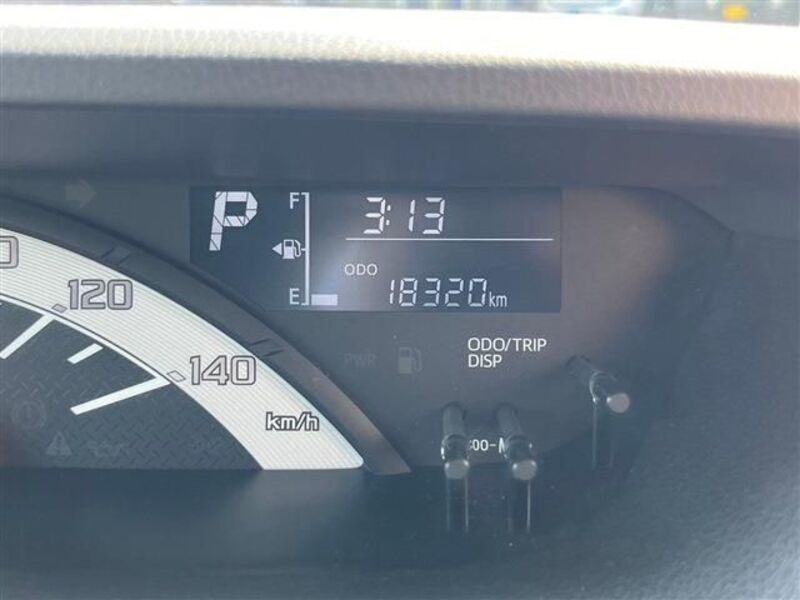 P
F
3:13
ODO
E
18320km
120
140
km/h
PWR
ODO/TRIP
DISP